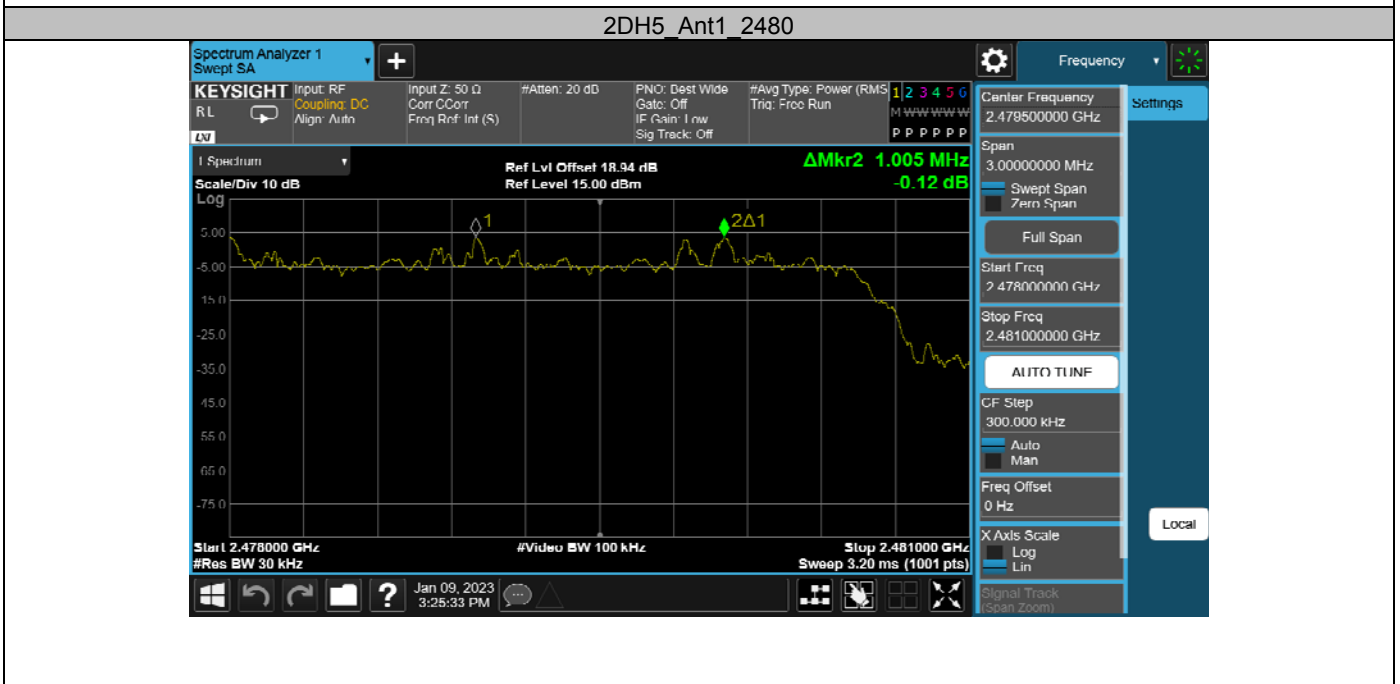 2DH5_Ant1_2480
Spectrum Analyzer 1
Swept SA
+
Frequency
KEYSIGHT
RL
LXI
Input: RF
Coupling: DC
Align: Auto
Input Z: 50 Ω
Corr CCorr
Freq Ref: Int (S)
#Atten: 20 dB
PNO: Best Wide
Gate: Off
IF Gain: Low
Sig Track: Off
#Avg Type: Power (RMS
Trig: Free Run
1 2 3 4 5 6
M W W W W W
P P P P P P
Center Frequency
2.479500000 GHz
Settings
Span
3.00000000 MHz
Swept Span
Zero Span
Full Span
Start Freq
2.478000000 GHz
Stop Freq
2.481000000 GHz
AUTO TUNE
CF Step
300.000 kHz
Auto
Man
Freq Offset
0 Hz
X Axis Scale
Log
Lin
Signal Track
(Span Zoom)
Local
1 Spectrum
Scale/Div 10 dB
Ref Lvl Offset 18.94 dB
Ref Level 15.00 dBm
ΔMkr2 1.005 MHz
-0.12 dB
Log
1
2Δ1
5.00
-5.00
-15.0
-25.0
-35.0
-45.0
-55.0
-65.0
-75.0
Start 2.478000 GHz
#Video BW 100 kHz
Stop 2.481000 GHz
#Res BW 30 kHz
Sweep 3.20 ms (1001 pts)
?
Jan 09, 2023
3:25:33 PM